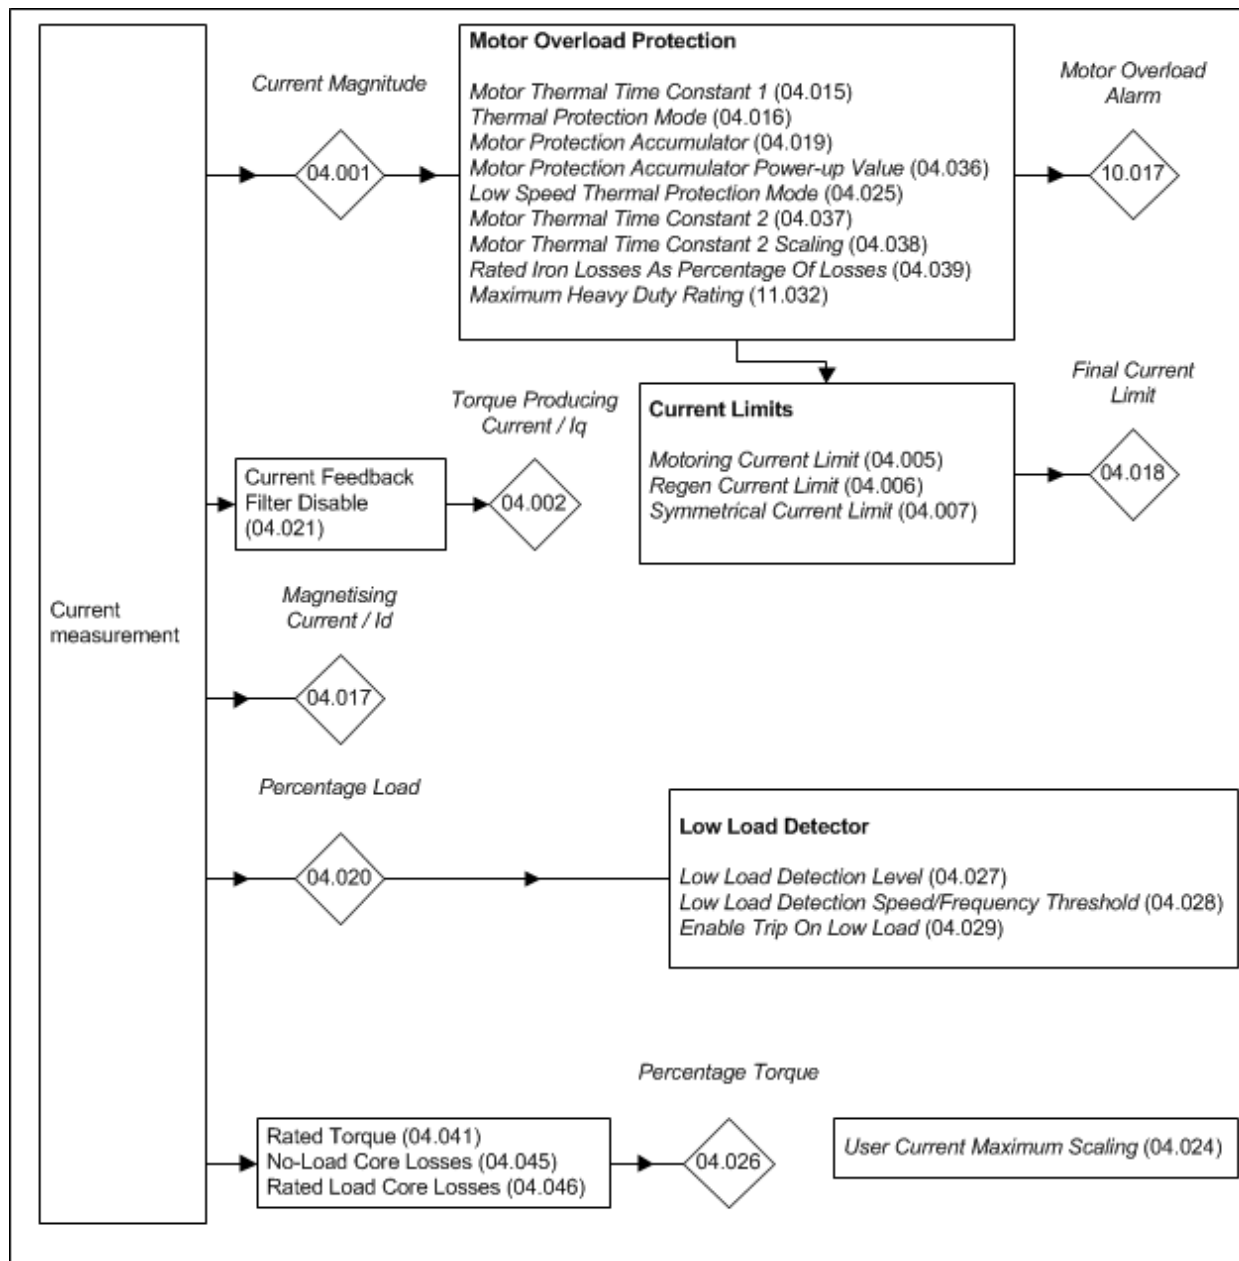 Current
measurement
Current Magnitude
04.001
Motor Overload Protection
Motor Thermal Time Constant 1 (04.015)
Thermal Protection Mode (04.016)
Motor Protection Accumulator (04.019)
Motor Protection Accumulator Power-up Value (04.036)
Low Speed Thermal Protection Mode (04.025)
Motor Thermal Time Constant 2 (04.037)
Motor Thermal Time Constant 2 Scaling (04.038)
Rated Iron Losses As Percentage Of Losses (04.039)
Maximum Heavy Duty Rating (11.032)
Motor Overload
Alarm
10.017
Current Feedback
Filter Disable
(04.021)
Torque Producing
Current / Iq
04.002
Current Limits
Motoring Current Limit (04.005)
Regen Current Limit (04.006)
Symmetrical Current Limit (04.007)
Final Current
Limit
04.018
Magnetising
Current / Id
04.017
Percentage Load
04.020
Low Load Detector
Low Load Detection Level (04.027)
Low Load Detection Speed/Frequency Threshold (04.028)
Enable Trip On Low Load (04.029)
Rated Torque (04.041)
No-Load Core Losses (04.045)
Rated Load Core Losses (04.046)
Percentage Torque
04.026
User Current Maximum Scaling (04.024)